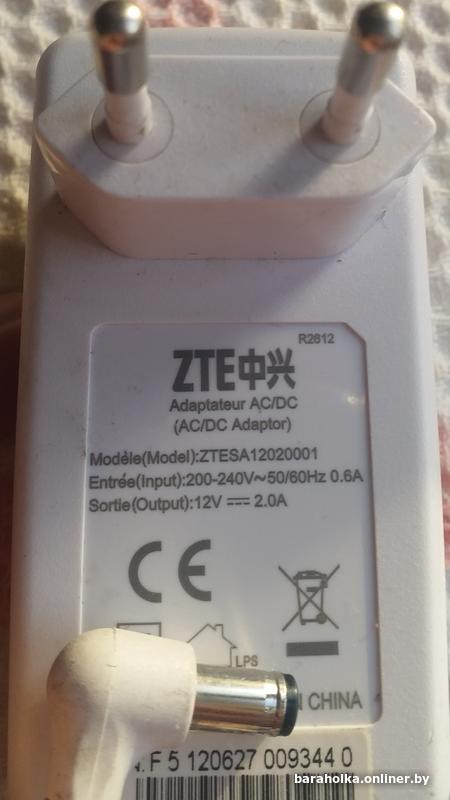 R2612
ZTE中兴
Adaptateur AC/DC
(AC/DC Adaptor)
Modèle(Model):ZTESA12020001
Entrée(Input):200-240V~50/60Hz 0.6A
Sortie(Output):12V ⎓ 2.0A
CE
LPS
CHINA
F 5 120627 009344 0
baraholka.onliner.by